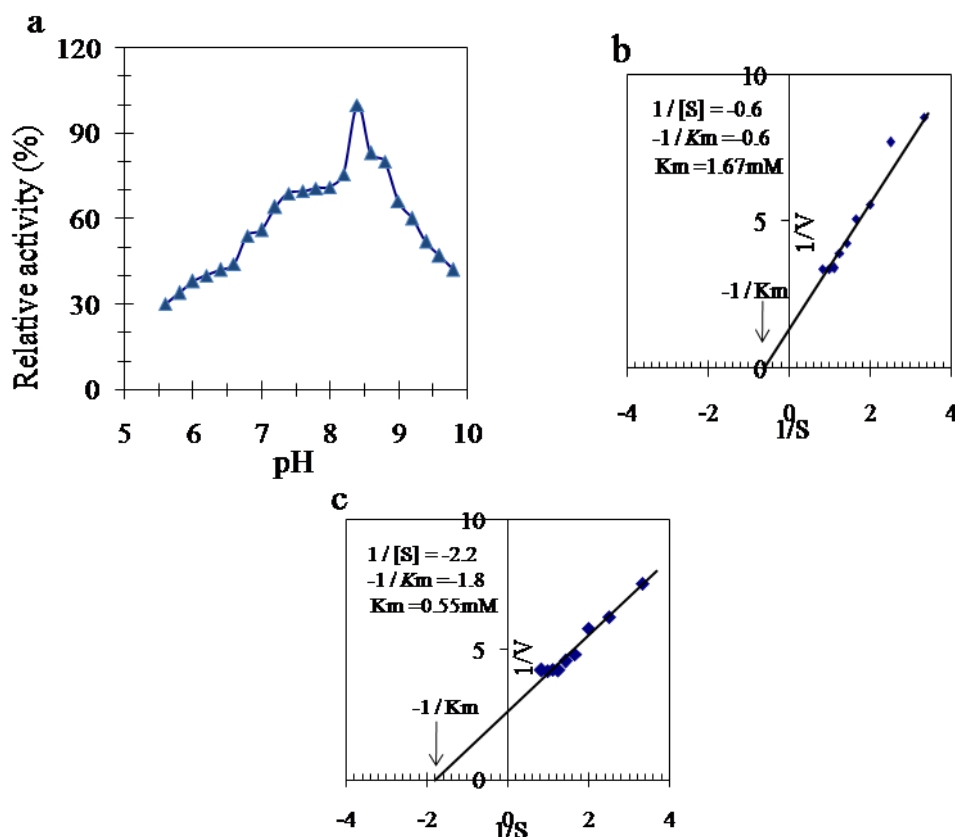 a
120
90
60
30
0
Relative activity (%)
5 6 7 8 9 10
pH
b
10
5
0
1/[S] = -0.6
-1/Km=-0.6
Km =1.67mM
1/V
-1/Km
-4 -2 0 2 4
1/S
c
10
5
0
1/[S] = -2.2
-1/Km=-1.8
Km =0.55mM
1/V
-1/Km
-4 -2 0 2 4
1/S